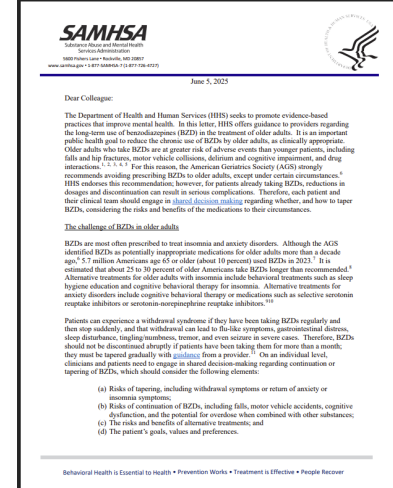 SAMHSA
Substance Abuse and Mental Health
Services Administration
5600 Fishers Lane • Rockville, MD 20857
www.samhsa.gov • 1-877-SAMHSA-7 (1-877-726-4727)
June 5, 2025
Dear Colleague:
The Department of Health and Human Services (HHS) seeks to promote evidence-based
practices that improve mental health. In this letter, HHS offers guidance to providers regarding
the long-term use of benzodiazepines (BZD) in the treatment of older adults. It is an important
public health goal to reduce the chronic use of BZDs by older adults, as clinically appropriate.
Older adults who take BZDs are at greater risk of adverse events than younger patients, including
falls and hip fractures, motor vehicle collisions, delirium and cognitive impairment, and drug
interactions.1, 2, 3, 4, 5 For this reason, the American Geriatrics Society (AGS) strongly
recommends avoiding prescribing BZDs to older adults, except under certain circumstances.6
HHS endorses this recommendation; however, for patients already taking BZDs, reductions in
dosages and discontinuation can result in serious complications. Therefore, each patient and
their clinical team should engage in shared decision making regarding whether, and how to taper
BZDs, considering the risks and benefits of the medications to their circumstances.
The challenge of BZDs in older adults
BZDs are most often prescribed to treat insomnia and anxiety disorders. Although the AGS
identified BZDs as potentially inappropriate medications for older adults more than a decade
ago,6 5.7 million Americans age 65 or older (about 10 percent) used BZDs in 2023.7 It is
estimated that about 25 to 30 percent of older Americans take BZDs longer than recommended.8
Alternative treatments for older adults with insomnia include behavioral treatments such as sleep
hygiene education and cognitive behavioral therapy for insomnia. Alternative treatments for
anxiety disorders include cognitive behavioral therapy or medications such as selective serotonin
reuptake inhibitors or serotonin-norepinephrine reuptake inhibitors.910
Patients can experience a withdrawal syndrome if they have been taking BZDs regularly and
then stop suddenly, and that withdrawal can lead to flu-like symptoms, gastrointestinal distress,
sleep disturbance, tingling/numbness, tremor, and even seizure in severe cases. Therefore, BZDs
should not be discontinued abruptly if patients have been taking them for more than a month;
they must be tapered gradually with guidance from a provider.11 On an individual level,
clinicians and patients need to engage in shared decision-making regarding continuation or
tapering of BZDs, which should consider the following elements:
(a) Risks of tapering, including withdrawal symptoms or return of anxiety or
insomnia symptoms;
(b) Risks of continuation of BZDs, including falls, motor vehicle accidents, cognitive
dysfunction, and the potential for overdose when combined with other substances;
(c) The risks and benefits of alternative treatments; and
(d) The patient's goals, values and preferences.
Behavioral Health is Essential to Health • Prevention Works • Treatment is Effective • People Recover